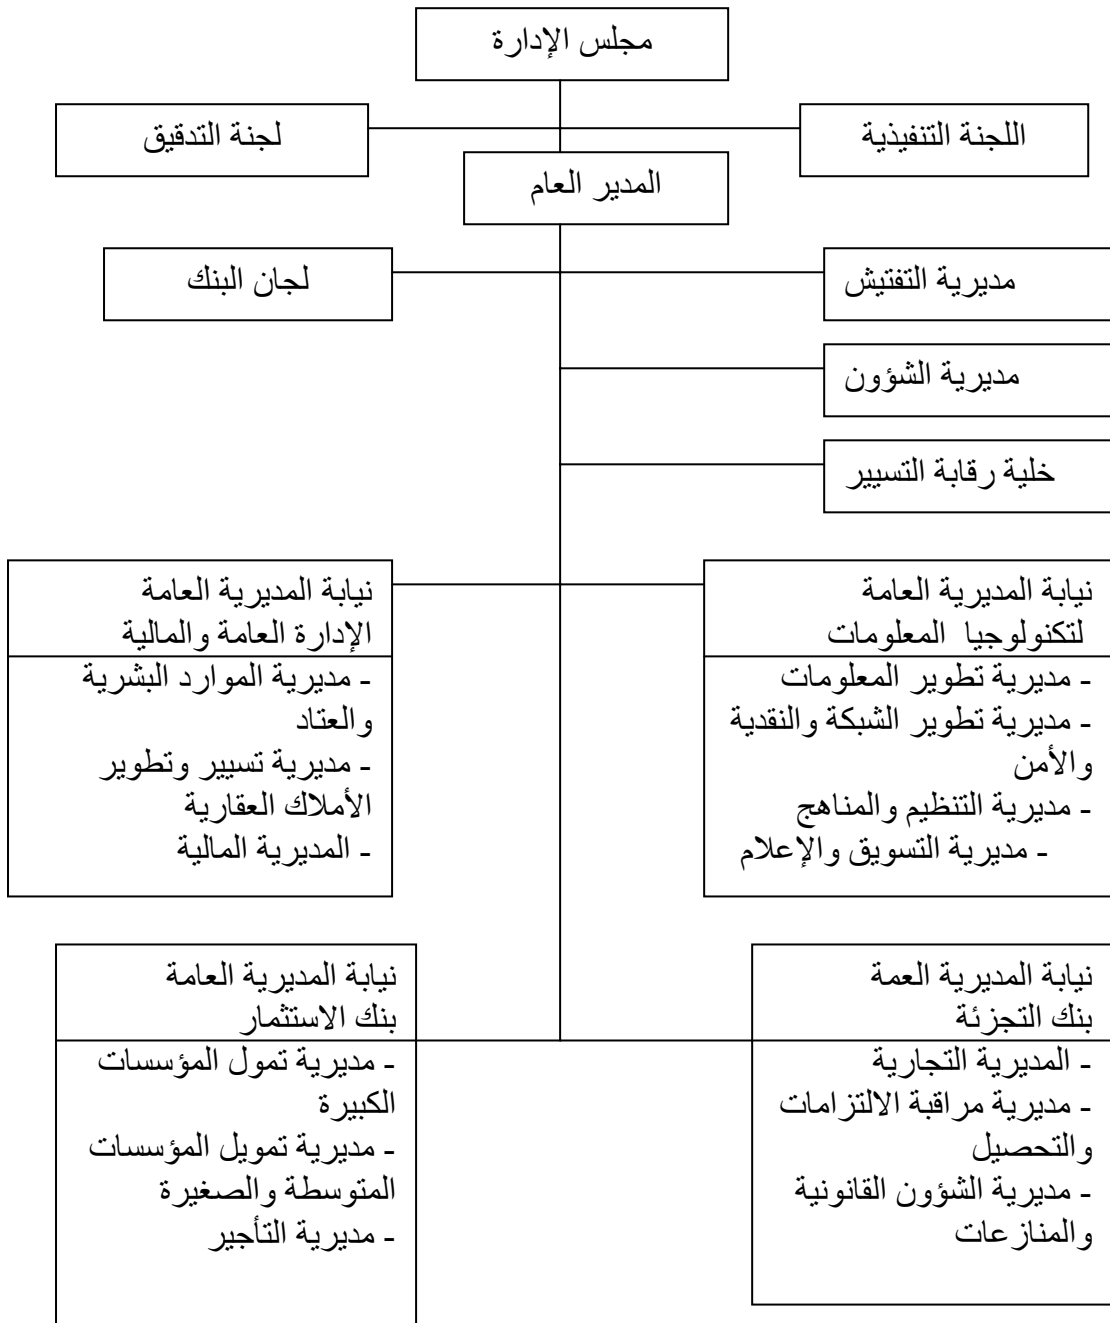 مجلس الإدارة
اللجنة التنفيذية
لجنة التدقيق
المدير العام
مديرية التفتيش
لجان البنك
مديرية الشؤون
خلية رقابة التسيير
نيابة المديرية العامة
لتكنولوجيا المعلومات
- مديرية تطوير المعلومات
- مديرية تطوير الشبكة والنقدية
والأمن
- مديرية التنظيم والمناهج
- مديرية التسويق والإعلام
نيابة المديرية العامة
الإدارة العامة والمالية
- مديرية الموارد البشرية
والعتاد
- مديرية تسيير وتطوير
الأملاك العقارية
- المديرية المالية
نيابة المديرية العمة
بنك التجزئة
- المديرية التجارية
- مديرية مراقبة الالتزامات
والتحصيل
- مديرية الشؤون القانونية
والمنازعات
نيابة المديرية العامة
بنك الاستثمار
- مديرية تمول المؤسسات
الكبيرة
- مديرية تمويل المؤسسات
المتوسطة والصغيرة
- مديرية التأجير